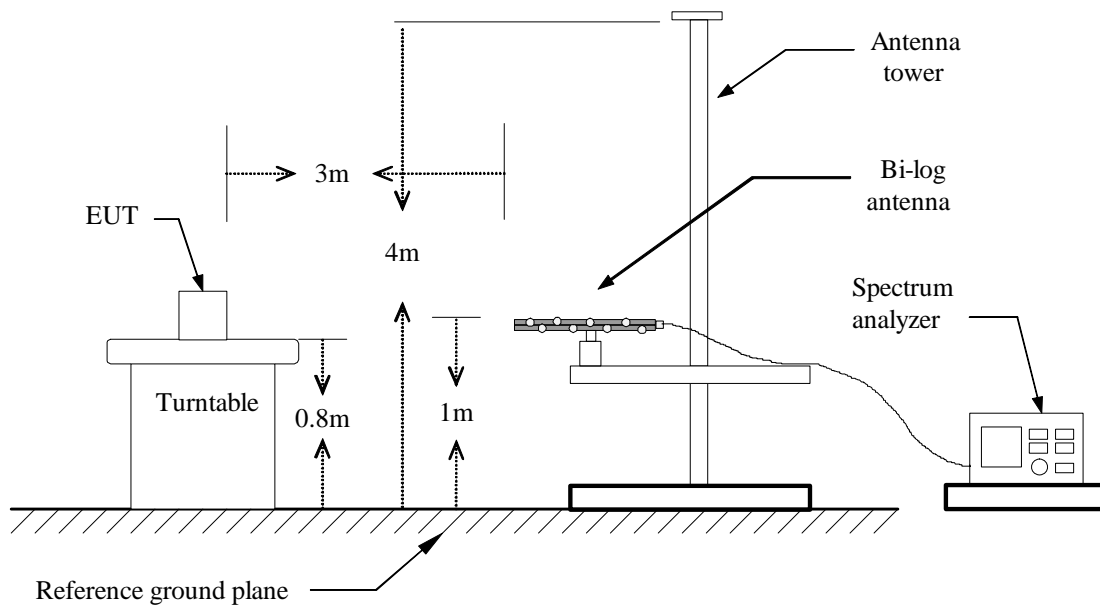 Antenna
tower
3m
Bi-log
antenna
EUT
4m
Spectrum
analyzer
Turntable
0.8m
1m
Reference ground plane